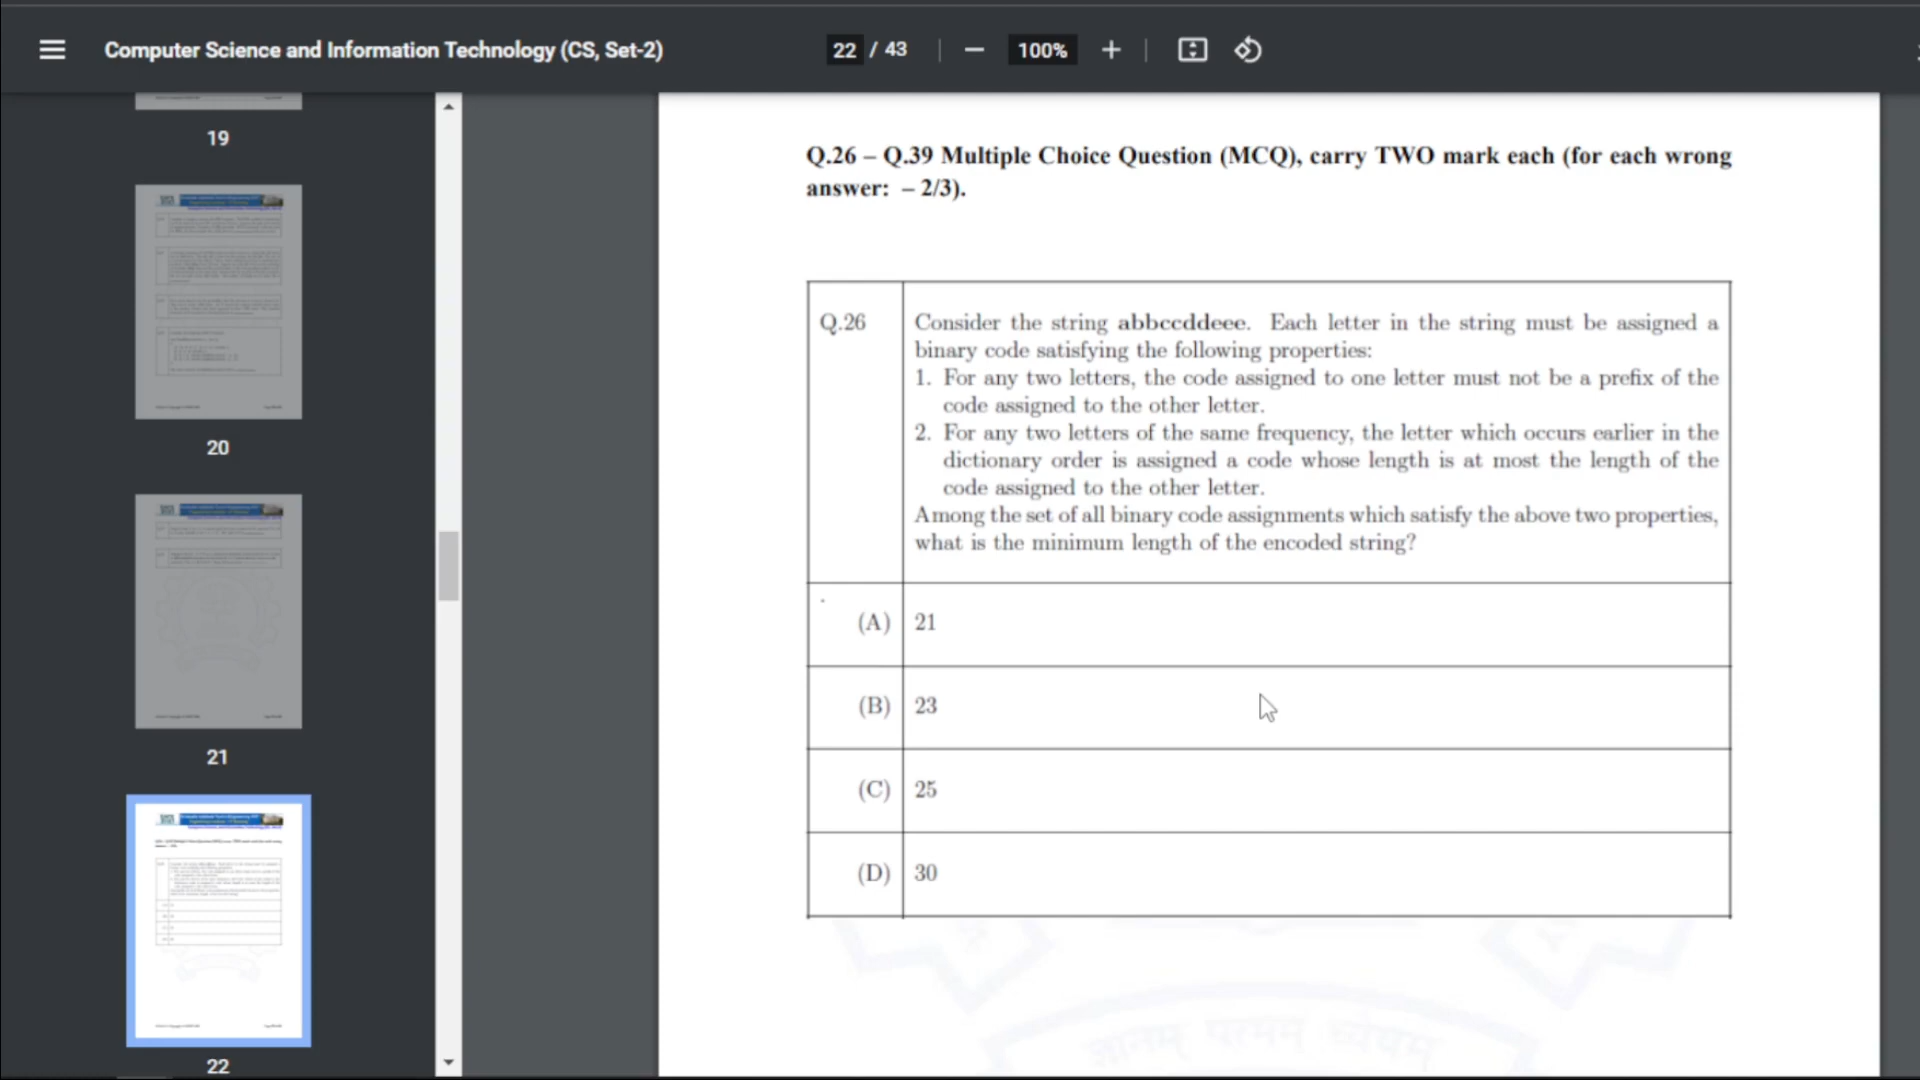 Computer Science and Information Technology (CS, Set-2)
22 / 43
100%
19
20
21
22
Q.26 – Q.39 Multiple Choice Question (MCQ), carry TWO mark each (for each wrong
answer: – 2/3).
Q.26
Consider the string abbccddeee. Each letter in the string must be assigned a
binary code satisfying the following properties:
1. For any two letters, the code assigned to one letter must not be a prefix of the
code assigned to the other letter.
2. For any two letters of the same frequency, the letter which occurs earlier in the
dictionary order is assigned a code whose length is at most the length of the
code assigned to the other letter.
Among the set of all binary code assignments which satisfy the above two properties,
what is the minimum length of the encoded string?
(A) 21
(B) 23
(C) 25
(D) 30